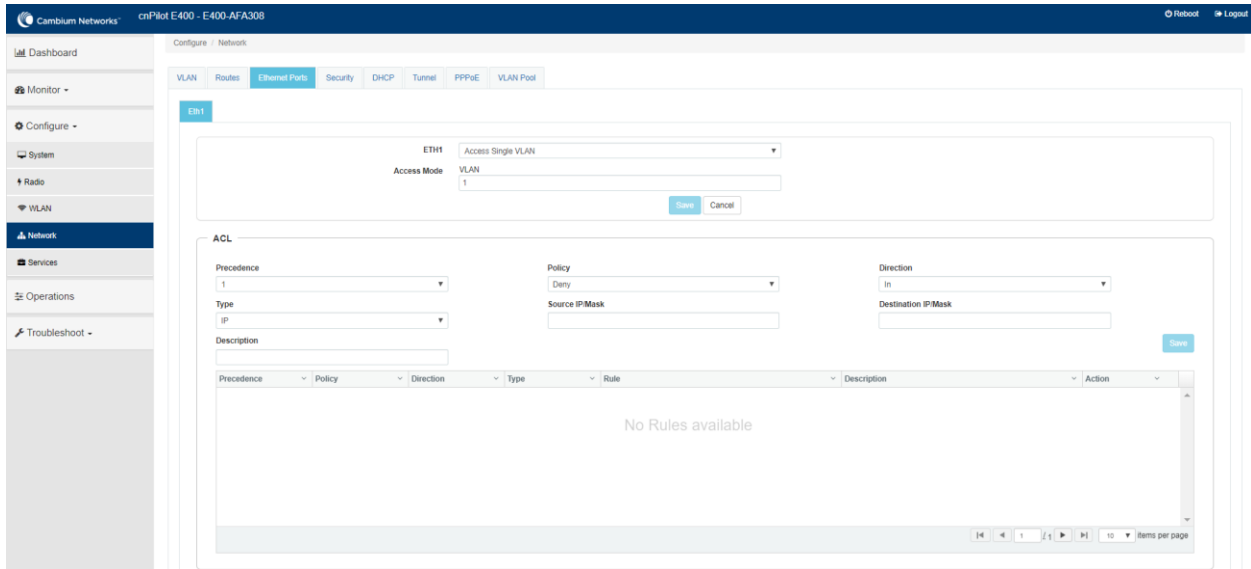 Cambium Networks™ cnPilot E400 - E400-AFA308 Reboot Logout
Dashboard
Monitor
Configure
System
Radio
WLAN
Network
Services
Operations
Troubleshoot
Configure / Network
VLAN Routes Ethernet Ports Security DHCP Tunnel PPPoE VLAN Pool
Eth1
ETH1 Access Single VLAN
Access Mode VLAN
1
Save Cancel
ACL
Precedence Policy Direction
1 Deny In
Type Source IP/Mask Destination IP/Mask
IP
Description
Save
Precedence Policy Direction Type Rule Description Action
No Rules available
1 / 1 10 items per page